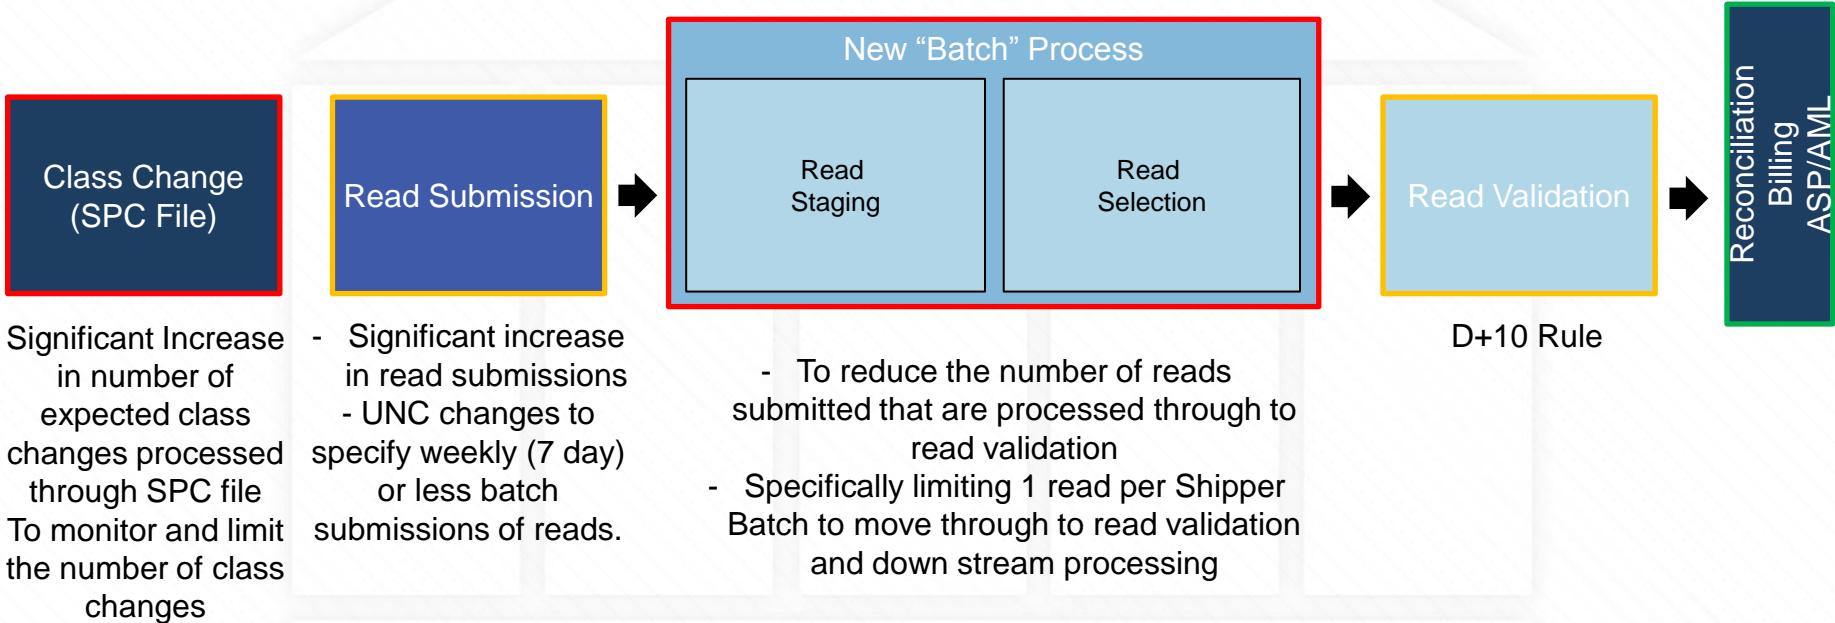 Class Change
(SPC File)
Significant Increase
in number of
expected class
changes processed
through SPC file
To monitor and limit
the number of class
changes
Read Submission
- Significant increase
in read submissions
- UNC changes to
specify weekly (7 day)
or less batch
submissions of reads.
New “Batch” Process
Read
Staging
Read
Selection
- To reduce the number of reads
submitted that are processed through to
read validation
- Specifically limiting 1 read per Shipper
Batch to move through to read validation
and down stream processing
Read Validation
D+10 Rule
Reconciliation
Billing
ASP/AML